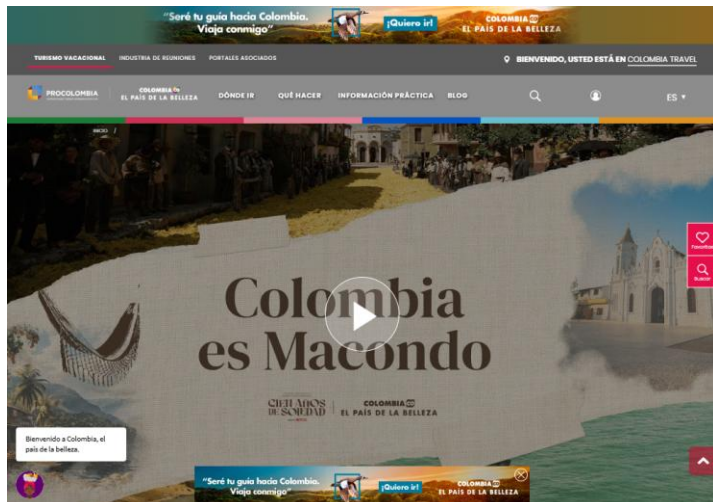 "Seré tu guía hacia Colombia.
Viaja conmigo"
¡Quiero ir!
COLOMBIA CO
EL PAÍS DE LA BELLEZA
TURISMO VACACIONAL
INDUSTRIA DE REUNIONES
PORTALES ASOCIADOS
BIENVENIDO, USTED ESTÁ EN COLOMBIA TRAVEL
PROCOLOMBIA
COLOMBIA CO
EL PAÍS DE LA BELLEZA
DÓNDE IR
QUÉ HACER
INFORMACIÓN PRÁCTICA
BLOG
ES
INICIO /
Favoritos
Buscar
Colombia
es Macondo
CIEN AÑOS
DE SOLEDAD
COLOMBIA CO
EL PAÍS DE LA BELLEZA
Bienvenido a Colombia, el
país de la belleza.
"Seré tu guía hacia Colombia.
Viaja conmigo"
¡Quiero ir!
COLOMBIA CO
EL PAÍS DE LA BELLEZA